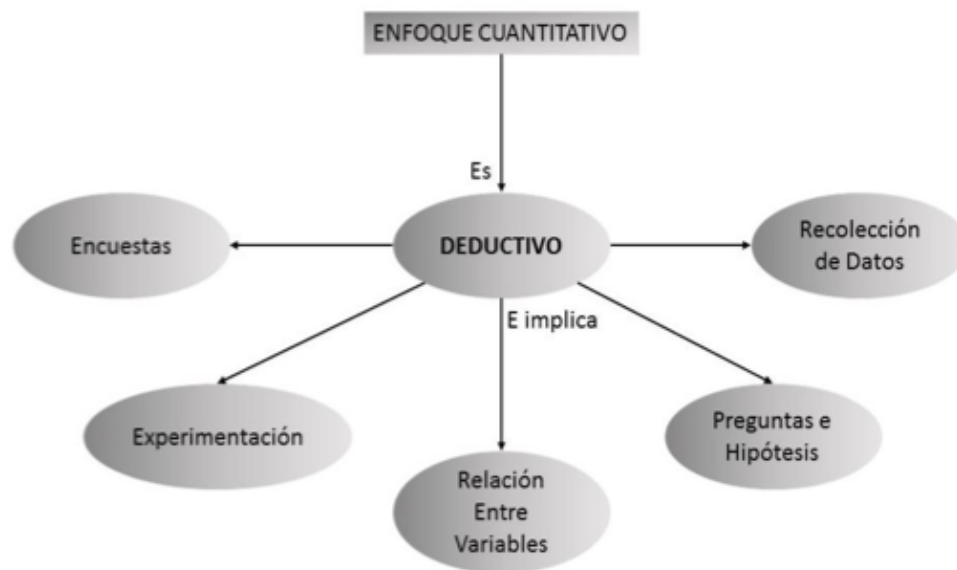 ENFOQUE CUANTITATIVO
Es
DEDUCTIVO
Encuestas
Recolección
de Datos
E implica
Experimentación
Preguntas e
Hipótesis
Relación
Entre
Variables